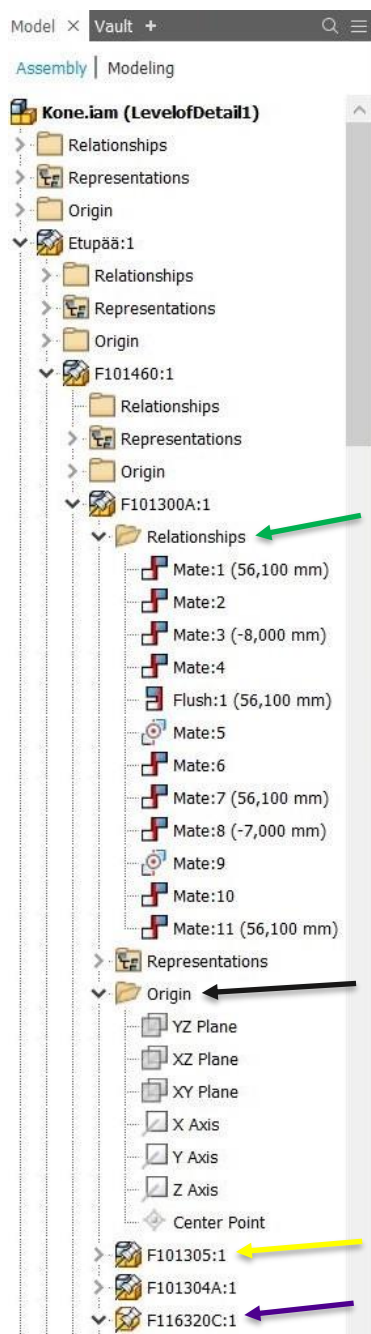 Model × Vault +
Assembly | Modeling
Kone.iam (LevelofDetail1)
Relationships
Representations
Origin
Etupää:1
Relationships
Representations
Origin
F101460:1
Relationships
Representations
Origin
F101300A:1
Relationships
Mate:1 (56,100 mm)
Mate:2
Mate:3 (-8,000 mm)
Mate:4
Flush:1 (56,100 mm)
Mate:5
Mate:6
Mate:7 (56,100 mm)
Mate:8 (-7,000 mm)
Mate:9
Mate:10
Mate:11 (56,100 mm)
Representations
Origin
YZ Plane
XZ Plane
XY Plane
X Axis
Y Axis
Z Axis
Center Point
F101305:1
F101304A:1
F116320C:1